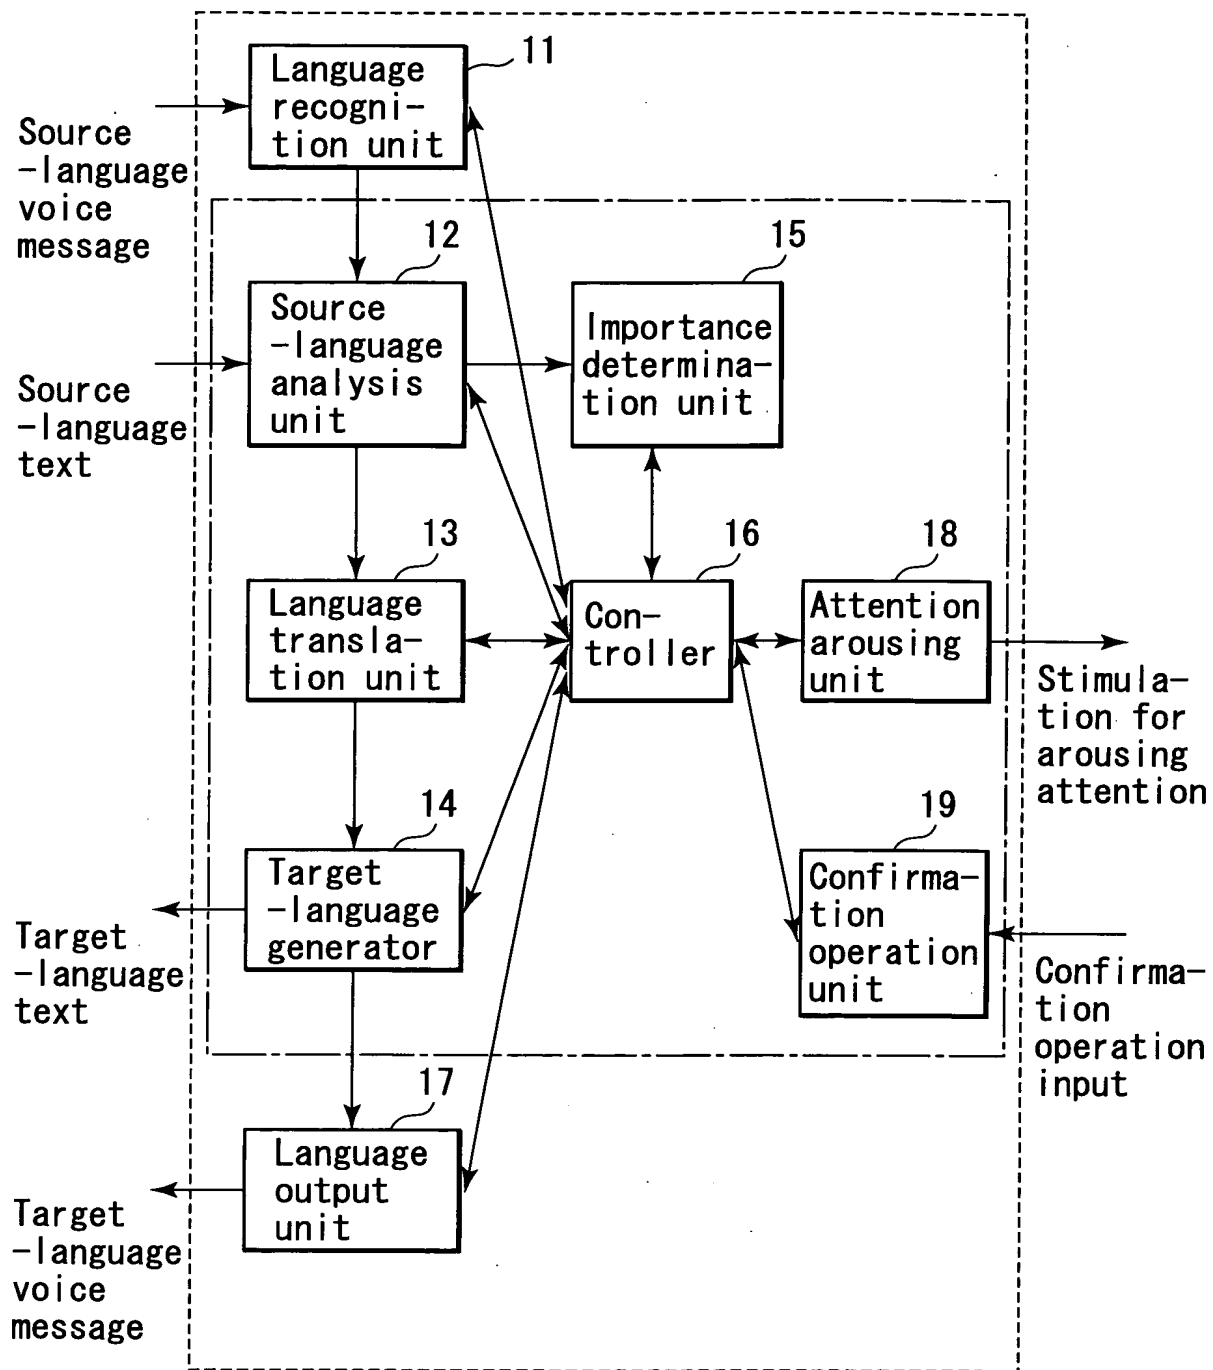 11
Language
recogni-
tion unit
Source
-language
voice
message
12
Source
-language
analysis
unit
15
Importance
determina-
tion unit
Source
-language
text
13
Language
transla-
tion unit
16
Con-
troller
18
Attention
arousing
unit
Stimula-
tion for
arousing
attention
14
Target
-language
generator
19
Confirma-
tion
operation
unit
Target
-language
text
Confirma-
tion
operation
input
17
Language
output
unit
Target
-language
voice
message